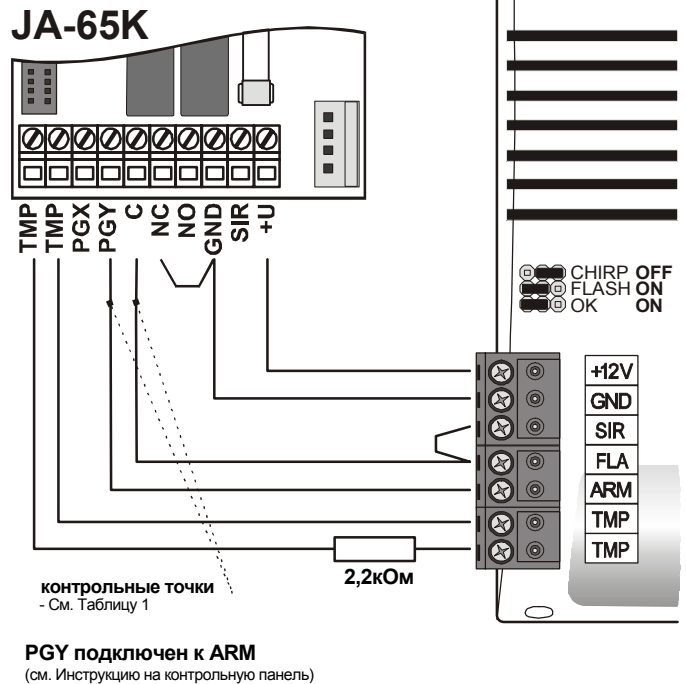 JA-65K
TMP
TMP
PGX
PGY
C
NC
NO
GND
SIR
+U
CHIRP OFF
FLASH ON
OK ON
+12V
GND
SIR
FLA
ARM
TMP
TMP
2,2кОм
контрольные точки
- См. Таблицу 1
PGY подключен к ARM
(см. Инструкцию на контрольную панель)